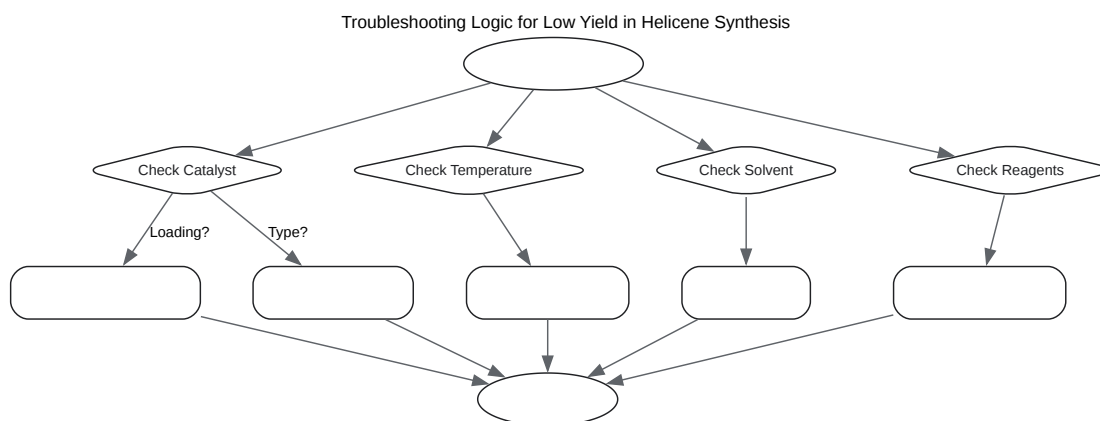 Troubleshooting Logic for Low Yield in Helicene Synthesis
Check Catalyst
Check Temperature
Check Solvent
Check Reagents
Loading?
Type?